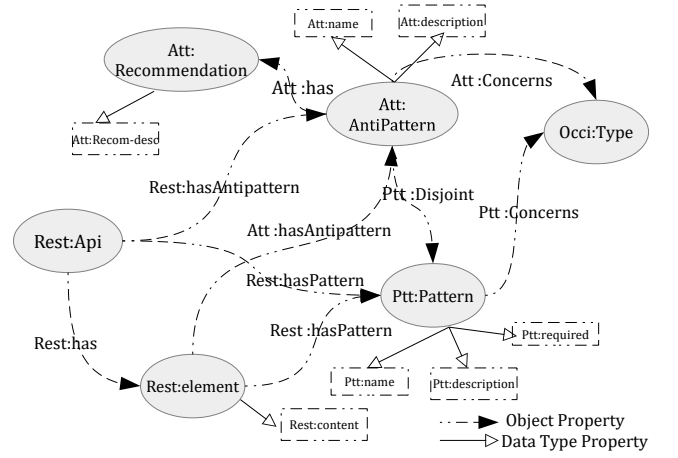 Att:name
Att:description
Att:
Recommendation
Att :has
Att :Concerns
Att:
AntiPattern
Occi:Type
Att:Recom-desc
Rest:hasAntipattern
Ptt :Disjoint
Ptt :Concerns
Att :hasAntipattern
Rest:Api
Rest:hasPattern
Ptt:Pattern
Rest:has
Rest :hasPattern
Ptt:required
Rest:element
Ptt:name
Ptt:description
Rest:content
Object Property
Data Type Property